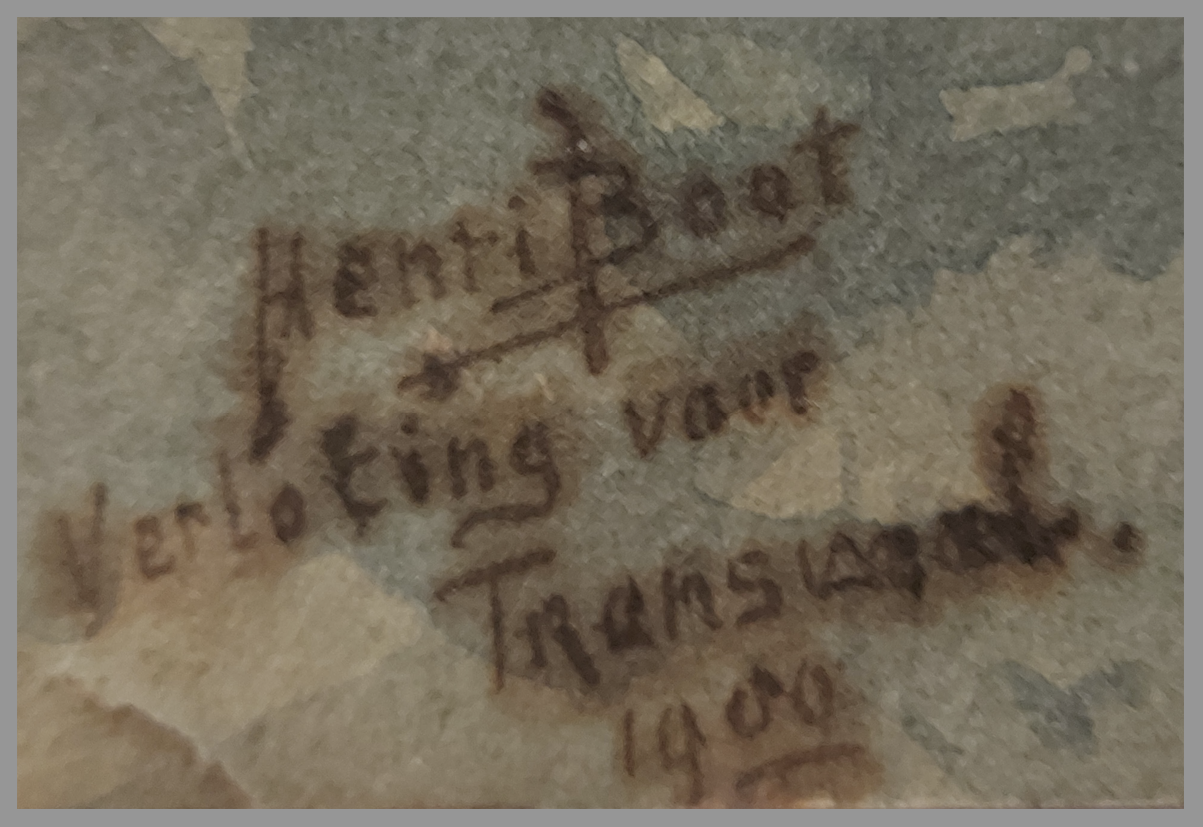 Henri Boot
Verloting voor
Transvaal.
1900